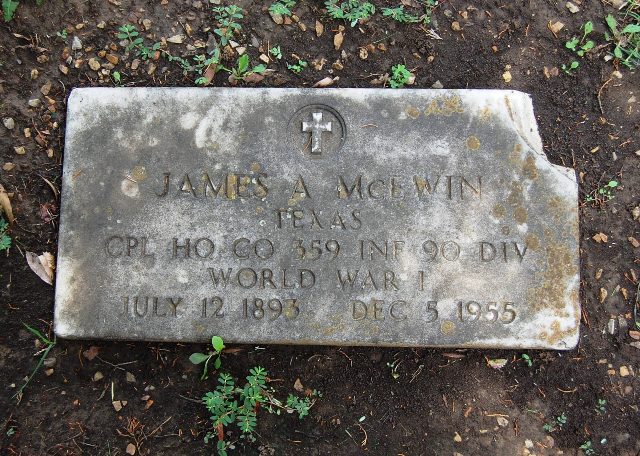 JAMES A McEWIN
TEXAS
CPL HQ CO 359 INF 90 DIV
WORLD WAR I
JULY 12 1893 DEC 5 1955